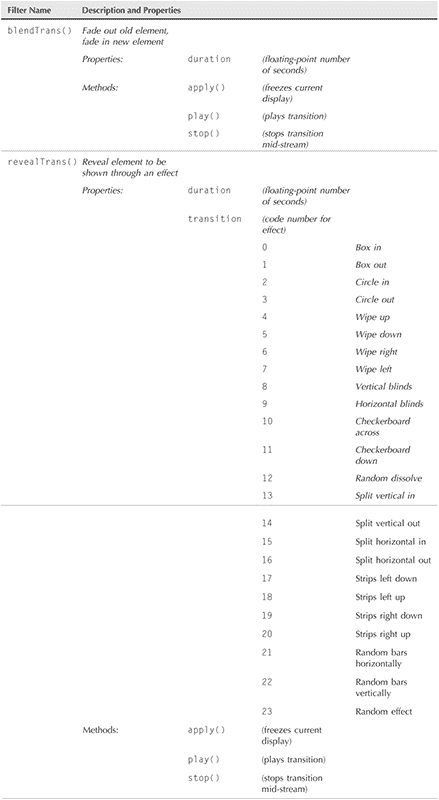 Filter Name Description and Properties
blendTrans() Fade out old element,
fade in new element
Properties: duration (floating-point number
of seconds)
Methods: apply() (freezes current
display)
play() (plays transition)
stop() (stops transition
mid-stream)
revealTrans() Reveal element to be
shown through an effect
Properties: duration (floating-point number
of seconds)
transition (code number for
effect)
0 Box in
1 Box out
2 Circle in
3 Circle out
4 Wipe up
5 Wipe down
6 Wipe right
7 Wipe left
8 Vertical blinds
9 Horizontal blinds
10 Checkerboard
across
11 Checkerboard
down
12 Random dissolve
13 Split vertical in
14 Split vertical out
15 Split horizontal in
16 Split horizontal out
17 Strips left down
18 Strips left up
19 Strips right down
20 Strips right up
21 Random bars
horizontally
22 Random bars
vertically
23 Random effect
Methods: apply() (freezes current
display)
play() (plays transition)
stop() (stops transition
mid-stream)